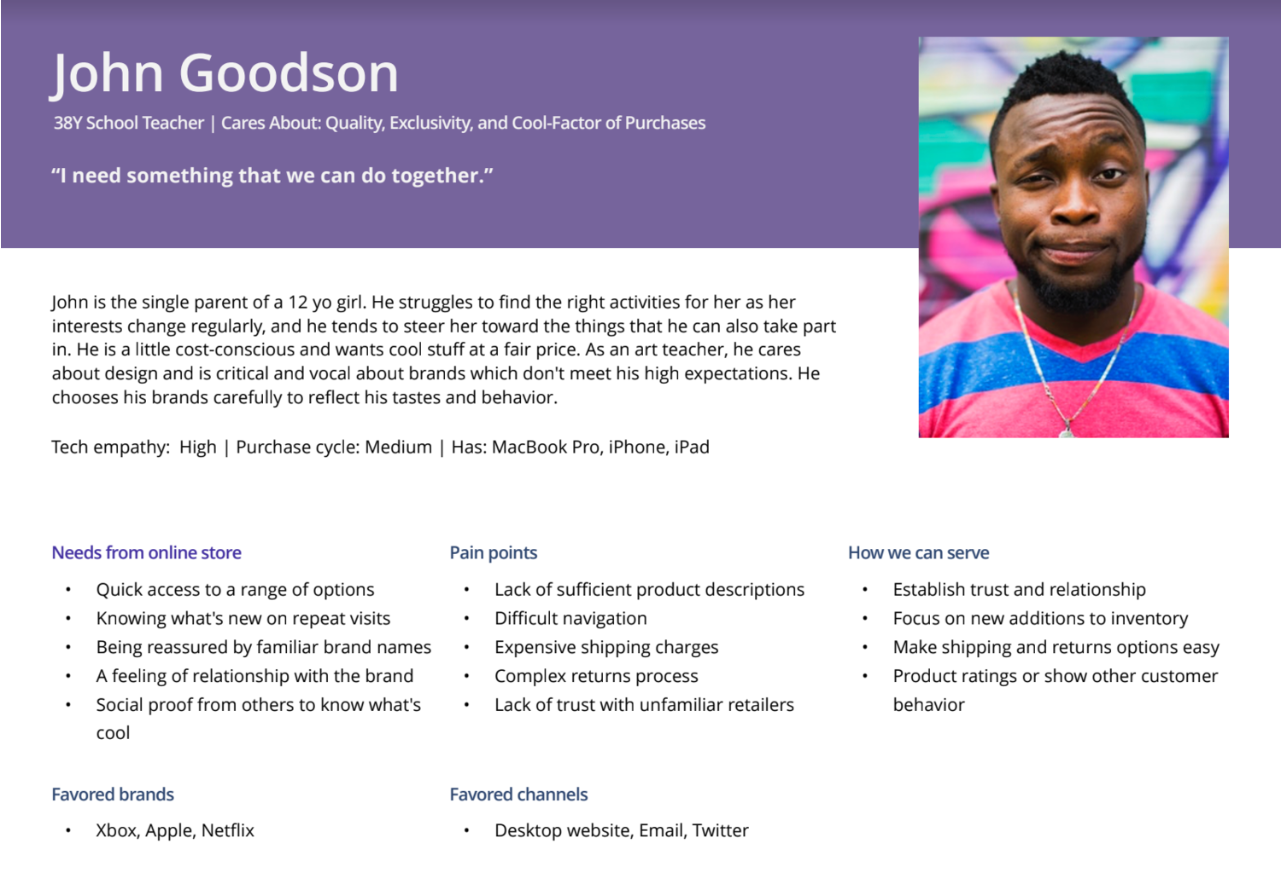 John Goodson
38Y School Teacher | Cares About: Quality, Exclusivity, and Cool-Factor of Purchases
“I need something that we can do together.”
John is the single parent of a 12 yo girl. He struggles to find the right activities for her as her
interests change regularly, and he tends to steer her toward the things that he can also take part
in. He is a little cost-conscious and wants cool stuff at a fair price. As an art teacher, he cares
about design and is critical and vocal about brands which don't meet his high expectations. He
chooses his brands carefully to reflect his tastes and behavior.
Tech empathy: High | Purchase cycle: Medium | Has: MacBook Pro, iPhone, iPad
Needs from online store
• Quick access to a range of options
• Knowing what's new on repeat visits
• Being reassured by familiar brand names
• A feeling of relationship with the brand
• Social proof from others to know what's
cool
Pain points
• Lack of sufficient product descriptions
• Difficult navigation
• Expensive shipping charges
• Complex returns process
• Lack of trust with unfamiliar retailers
How we can serve
• Establish trust and relationship
• Focus on new additions to inventory
• Make shipping and returns options easy
• Product ratings or show other customer
behavior
Favored brands
• Xbox, Apple, Netflix
Favored channels
• Desktop website, Email, Twitter